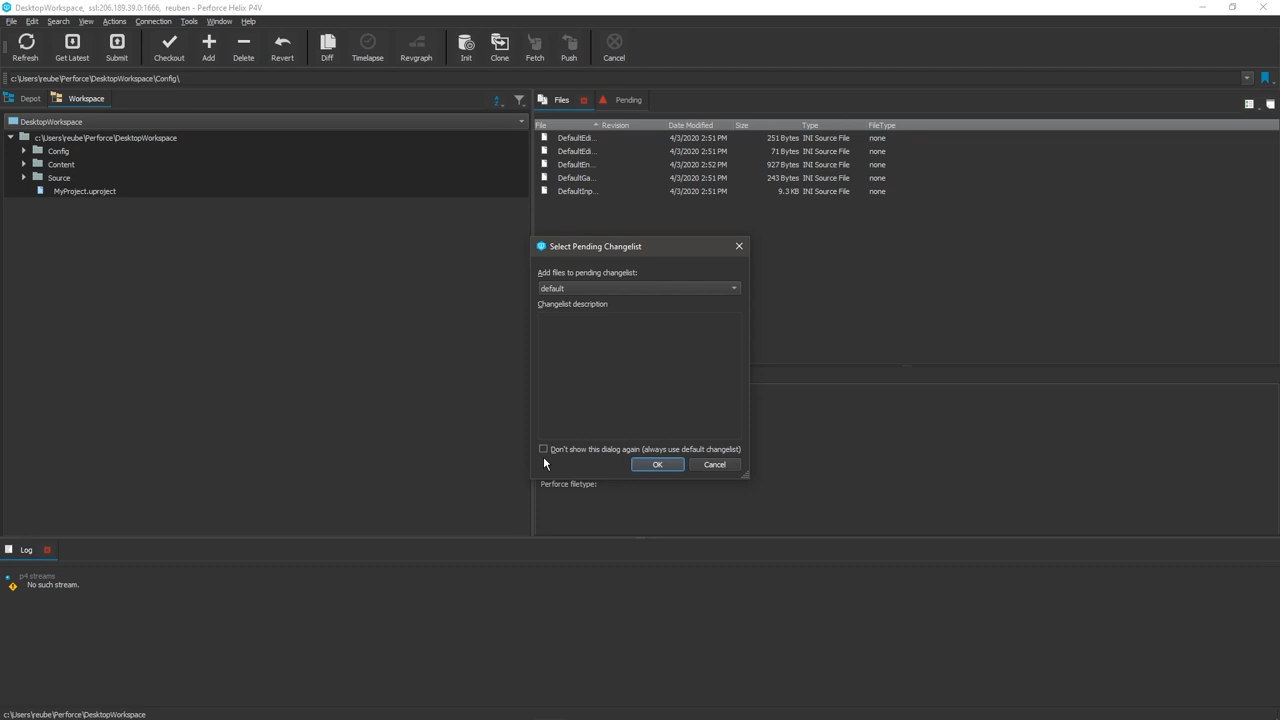 DesktopWorkspace, ssl:206.189.39.0:1666, reuben - Perforce Helix P4V
File Edit Search View Actions Connection Tools Window Help
Refresh Get Latest Submit Checkout Add Delete Revert Diff Timelapse Revgraph Init Clone Fetch Push Cancel
c:\Users\reube\Perforce\DesktopWorkspace\Config\
Depot Workspace
Files Pending
DesktopWorkspace
File Revision Date Modified Size Type FileType
c:\Users\reube\Perforce\DesktopWorkspace
DefaultEdi... 4/3/2020 2:51 PM 251 Bytes INI Source File none
Config
DefaultEdi... 4/3/2020 2:51 PM 71 Bytes INI Source File none
Content
DefaultEn... 4/3/2020 2:52 PM 927 Bytes INI Source File none
Source
DefaultGa... 4/3/2020 2:51 PM 243 Bytes INI Source File none
MyProject.uproject
DefaultInp... 4/3/2020 2:51 PM 9.3 KB INI Source File none
Select Pending Changelist
Add files to pending changelist:
default
Changelist description
Don't show this dialog again (always use default changelist)
OK Cancel
Perforce filetype:
Log
p4 streams
No such stream.
c:\Users\reube\Perforce\DesktopWorkspace